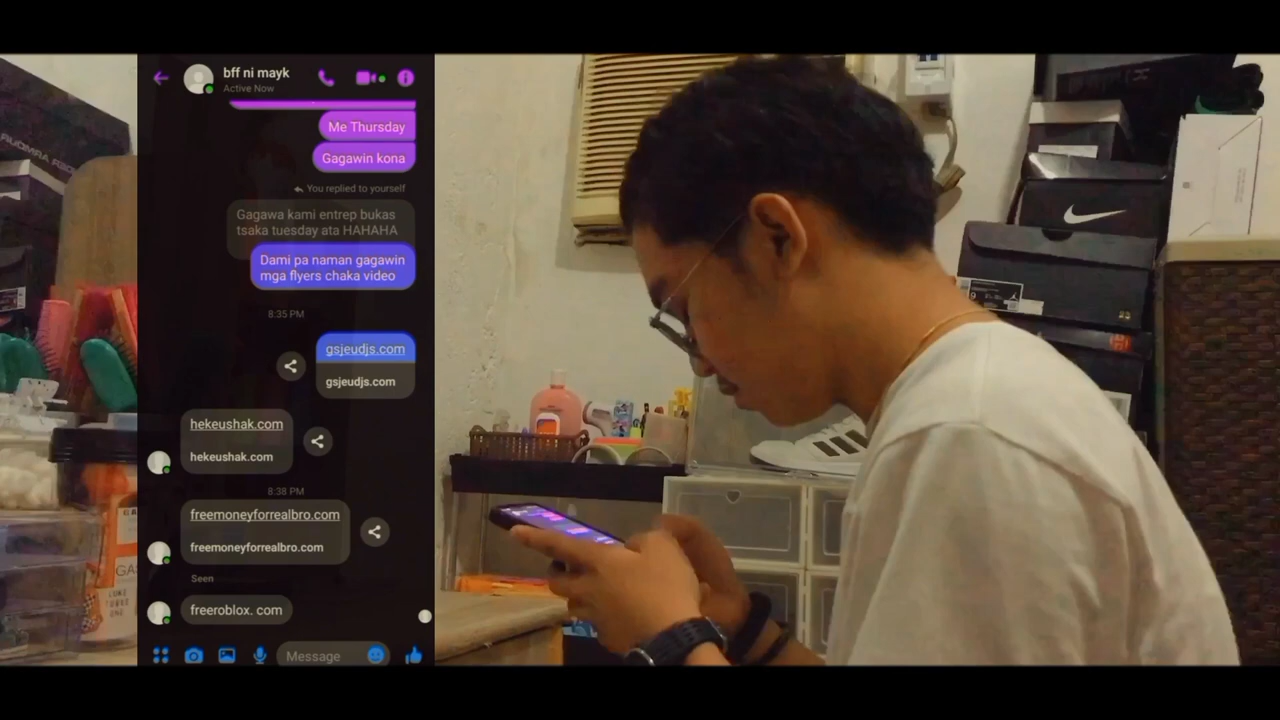 bff ni mayk
Active Now
Me Thursday
Gagawin kona
You replied to yourself
Gagawa kami entrep bukas
tsaka tuesday ata HAHAHA
Dami pa naman gagawin
mga flyers chaka video
8:35 PM
gsjeudjs.com
gsjeudjs.com
hekeushak.com
hekeushak.com
8:38 PM
freemoneyforrealbro.com
freemoneyforrealbro.com
Seen
freeroblox. com
Message
GAS
9